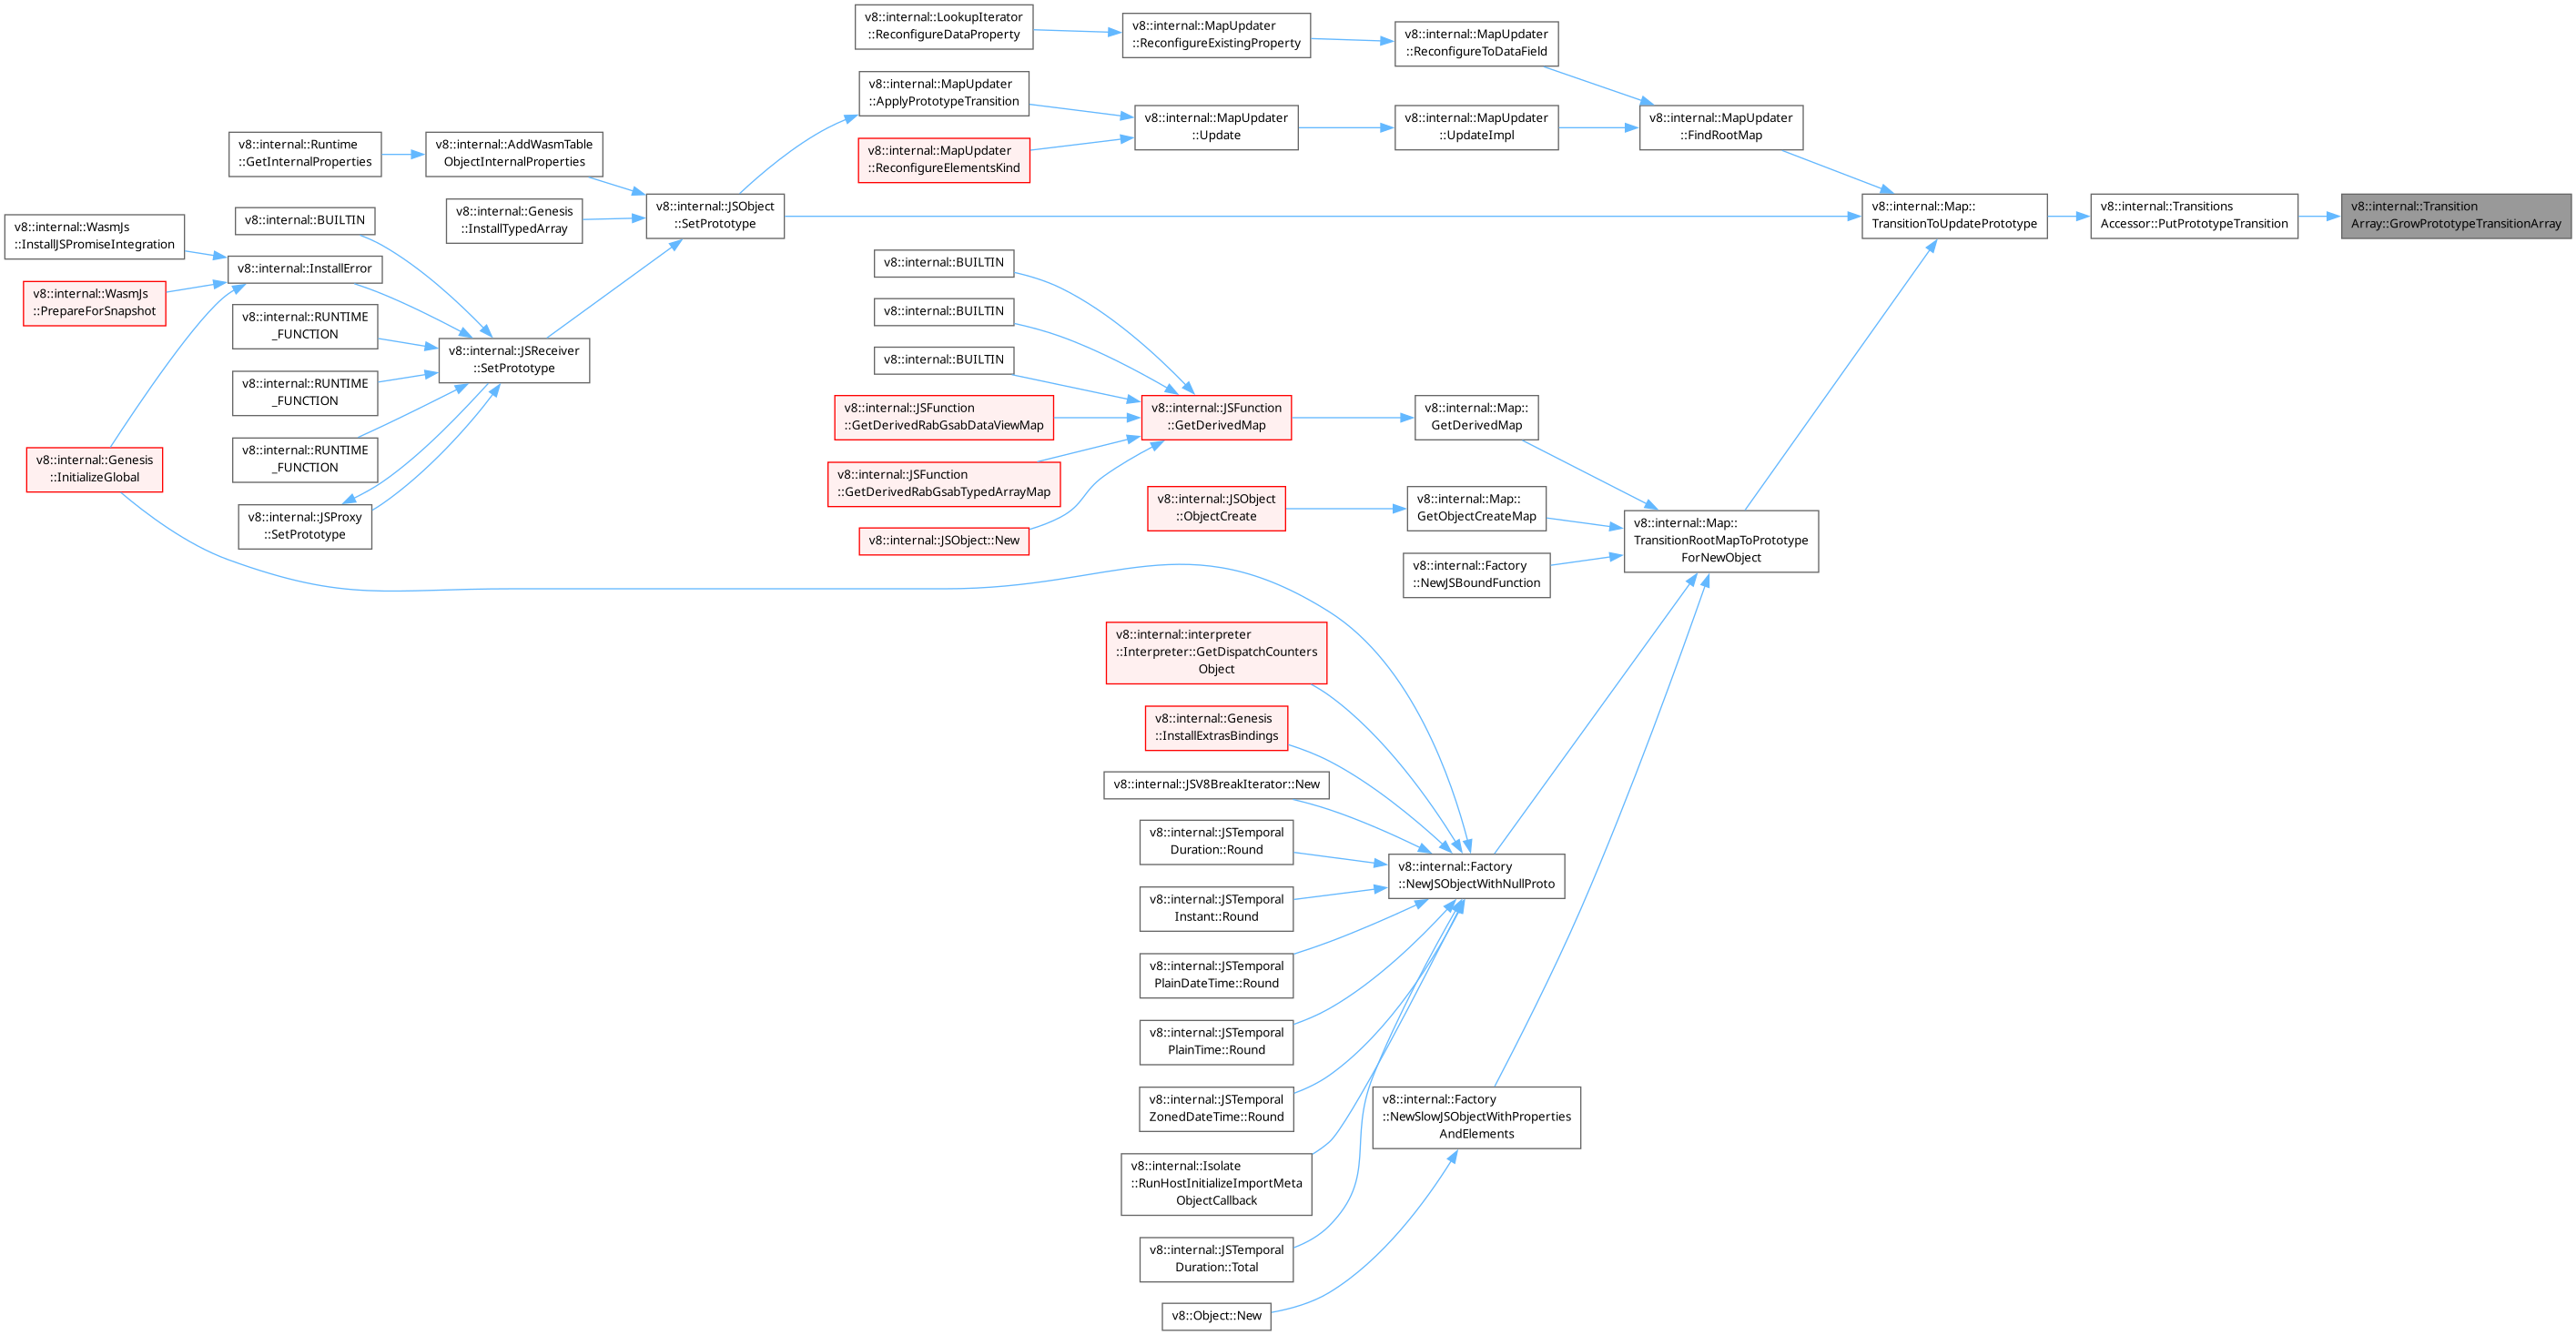 v8::internal::LookupIterator
::ReconfigureDataProperty
v8::internal::MapUpdater
::ReconfigureExistingProperty
v8::internal::MapUpdater
::ReconfigureToDataField
v8::internal::MapUpdater
::ApplyPrototypeTransition
v8::internal::MapUpdater
::Update
v8::internal::MapUpdater
::UpdateImpl
v8::internal::MapUpdater
::FindRootMap
v8::internal::Runtime
::GetInternalProperties
v8::internal::AddWasmTable
ObjectInternalProperties
v8::internal::MapUpdater
::ReconfigureElementsKind
v8::internal::WasmJs
::InstallJSPromiseIntegration
v8::internal::BUILTIN
v8::internal::Genesis
::InstallTypedArray
v8::internal::JSObject
::SetPrototype
v8::internal::Map::
TransitionToUpdatePrototype
v8::internal::Transitions
Accessor::PutPrototypeTransition
v8::internal::Transition
Array::GrowPrototypeTransitionArray
v8::internal::InstallError
v8::internal::BUILTIN
v8::internal::WasmJs
::PrepareForSnapshot
v8::internal::RUNTIME
_FUNCTION
v8::internal::BUILTIN
v8::internal::JSReceiver
::SetPrototype
v8::internal::BUILTIN
v8::internal::RUNTIME
_FUNCTION
v8::internal::JSFunction
::GetDerivedRabGsabDataViewMap
v8::internal::JSFunction
::GetDerivedMap
v8::internal::Map::
GetDerivedMap
v8::internal::Genesis
::InitializeGlobal
v8::internal::RUNTIME
_FUNCTION
v8::internal::JSFunction
::GetDerivedRabGsabTypedArrayMap
v8::internal::JSProxy
::SetPrototype
v8::internal::JSObject::New
v8::internal::JSObject
::ObjectCreate
v8::internal::Map::
GetObjectCreateMap
v8::internal::Map::
TransitionRootMapToPrototype
ForNewObject
v8::internal::Factory
::NewJSBoundFunction
v8::internal::interpreter
::Interpreter::GetDispatchCounters
Object
v8::internal::Genesis
::InstallExtrasBindings
v8::internal::JSV8BreakIterator::New
v8::internal::JSTemporal
Duration::Round
v8::internal::Factory
::NewJSObjectWithNullProto
v8::internal::JSTemporal
Instant::Round
v8::internal::JSTemporal
PlainDateTime::Round
v8::internal::JSTemporal
PlainTime::Round
v8::internal::JSTemporal
ZonedDateTime::Round
v8::internal::Factory
::NewSlowJSObjectWithProperties
AndElements
v8::internal::Isolate
::RunHostInitializeImportMeta
ObjectCallback
v8::internal::JSTemporal
Duration::Total
v8::Object::New